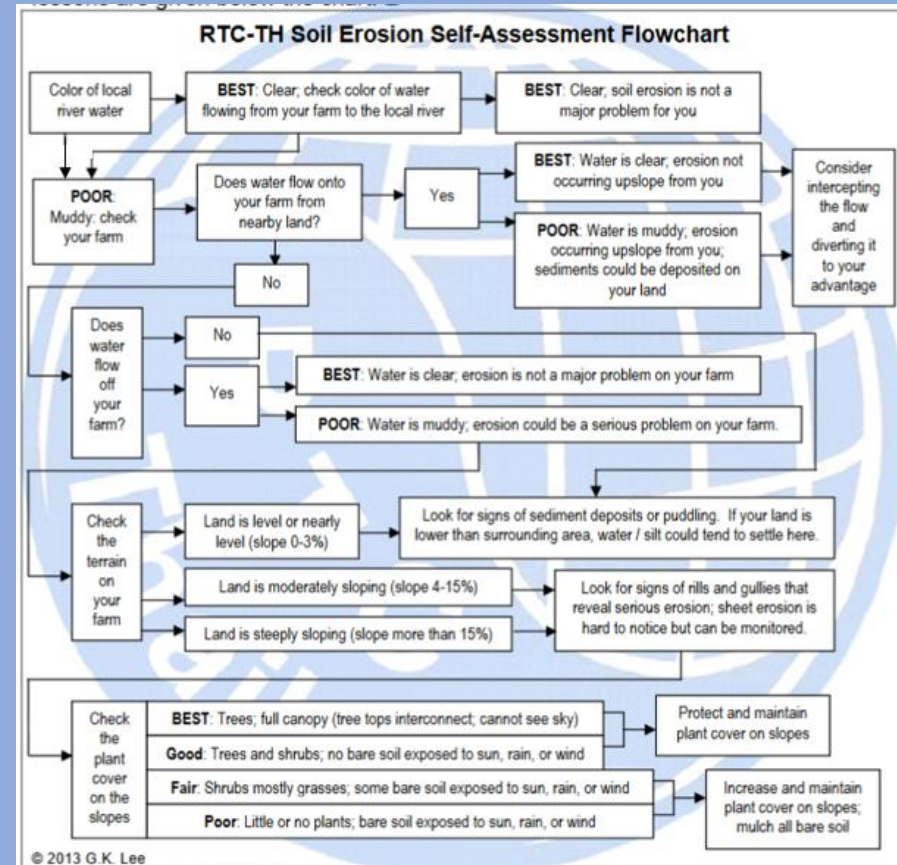 RTC-TH Soil Erosion Self-Assessment Flowchart
Color of local
river water
BEST: Clear; check color of water
flowing from your farm to the local river
BEST: Clear; soil erosion is not a
major problem for you
POOR:
Muddy: check
your farm
Does water flow onto
your farm from
nearby land?
Yes
No
BEST: Water is clear; erosion not
occurring upslope from you
POOR: Water is muddy; erosion
occurring upslope from you;
sediments could be deposited on
your land
Consider
intercepting
the flow
and
diverting it
to your
advantage
Does
water
flow
off
your
farm?
No
Yes
BEST: Water is clear; erosion is not a major problem on your farm
POOR: Water is muddy; erosion could be a serious problem on your farm.
Check
the
terrain
on
your
farm
Land is level or nearly
level (slope 0-3%)
Look for signs of sediment deposits or puddling. If your land is
lower than surrounding area, water / silt could tend to settle here.
Land is moderately sloping (slope 4-15%)
Land is steeply sloping (slope more than 15%)
Look for signs of rills and gullies that
reveal serious erosion; sheet erosion is
hard to notice but can be monitored.
Check
the
plant
cover
on the
slopes
BEST: Trees; full canopy (tree tops interconnect; cannot see sky)
Good: Trees and shrubs; no bare soil exposed to sun, rain, or wind
Fair: Shrubs mostly grasses; some bare soil exposed to sun, rain, or wind
Poor: Little or no plants; bare soil exposed to sun, rain, or wind
Protect and maintain
plant cover on slopes
Increase and maintain
plant cover on slopes;
mulch all bare soil
© 2013 G.K. Lee